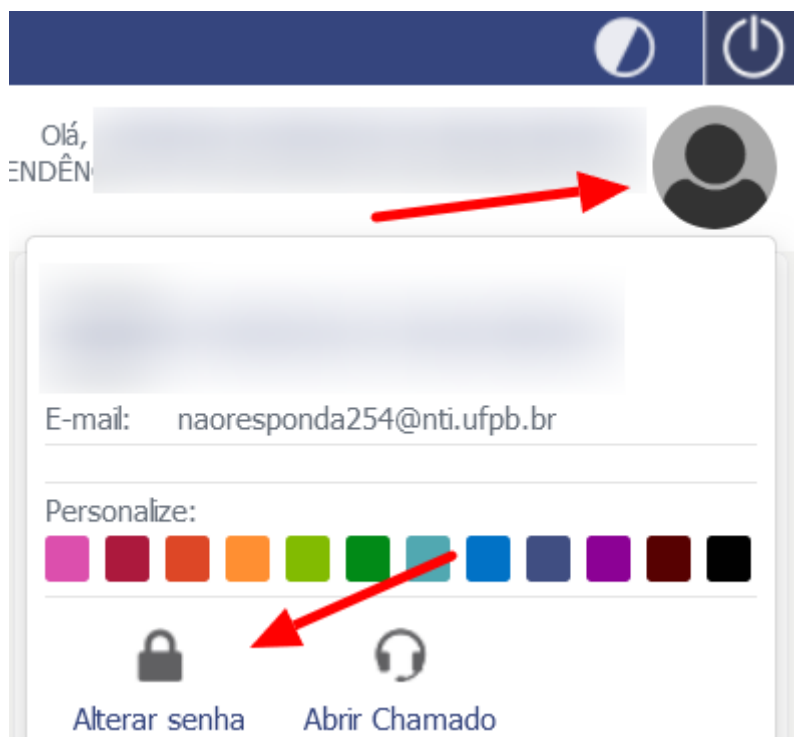 Olá,
E-mail: naoresponda254@nti.ufpb.br
Personalize:
Alterar senha Abrir Chamado